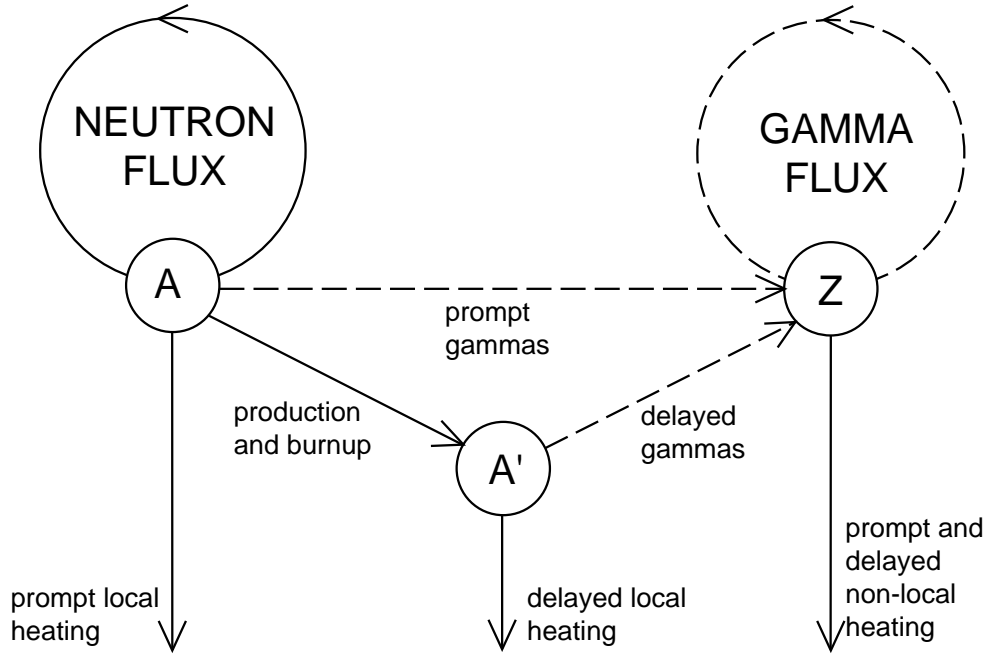 NEUTRON
FLUX
GAMMA
FLUX
A
Z
prompt
gammas
production
and burnup
delayed
gammas
A'
prompt local
heating
delayed local
heating
prompt and
delayed
non-local
heating